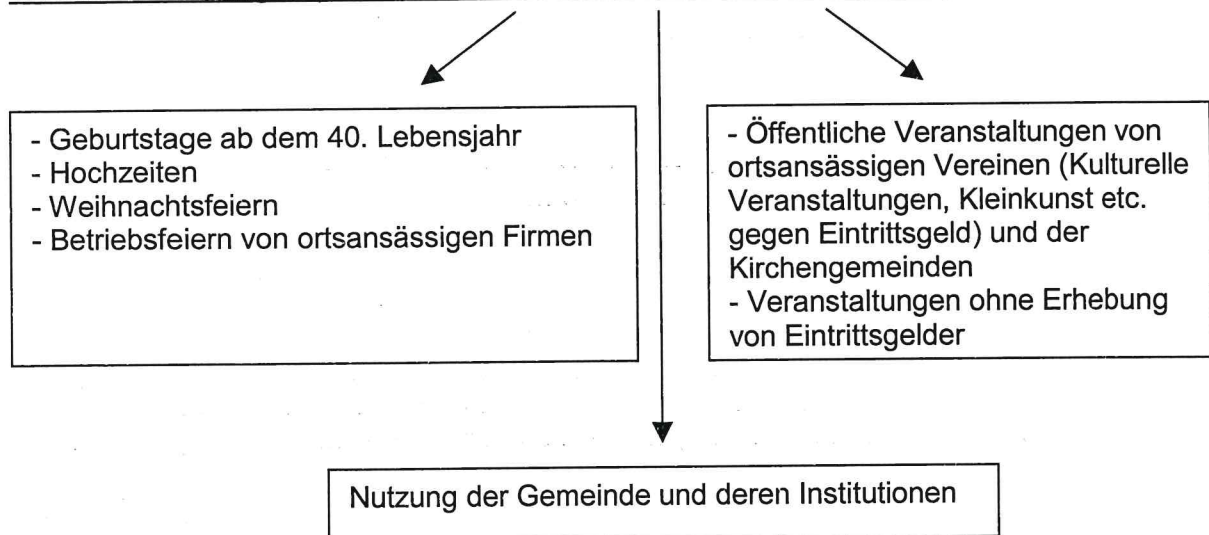 - Geburtstage ab dem 40. Lebensjahr
- Hochzeiten
- Weihnachtsfeiern
- Betriebsfeiern von ortsansässigen Firmen
- Öffentliche Veranstaltungen von
ortsansässigen Vereinen (Kulturelle
Veranstaltungen, Kleinkunst etc.
gegen Eintrittsgeld) und der
Kirchengemeinden
- Veranstaltungen ohne Erhebung
von Eintrittsgelder
Nutzung der Gemeinde und deren Institutionen